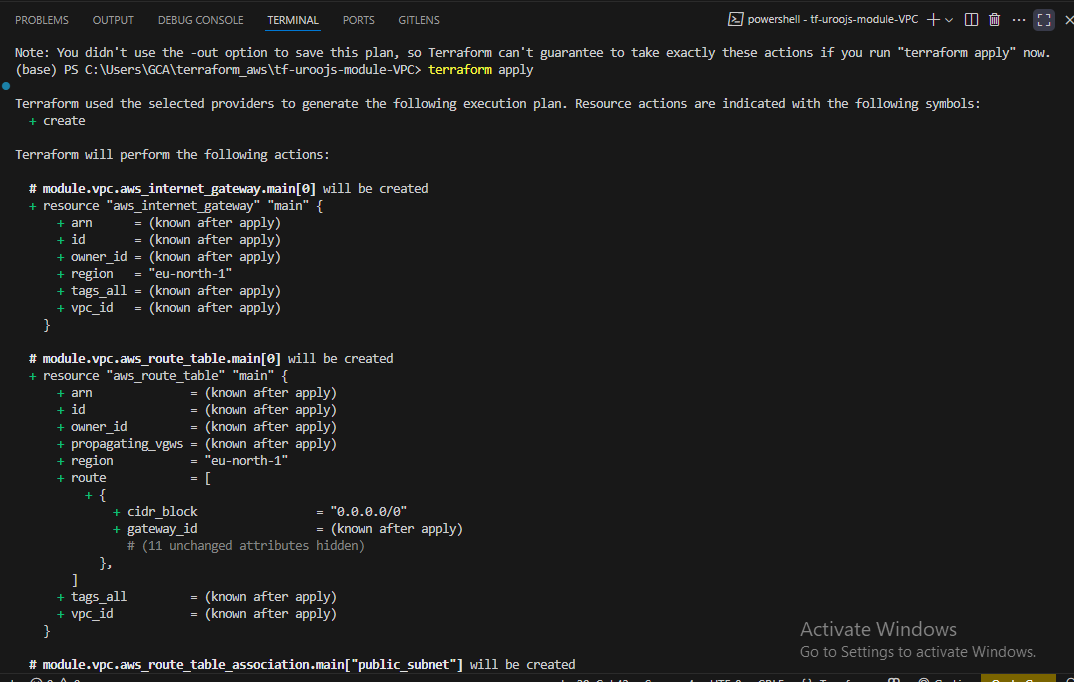 PROBLEMS OUTPUT DEBUG CONSOLE TERMINAL PORTS GITLENS powershell - tf-uroojs-module-VPC
Note: You didn't use the -out option to save this plan, so Terraform can't guarantee to take exactly these actions if you run "terraform apply" now.
(base) PS C:\Users\GCA\terraform_aws\tf-uroojs-module-VPC> terraform apply
Terraform used the selected providers to generate the following execution plan. Resource actions are indicated with the following symbols:
+ create
Terraform will perform the following actions:
# module.vpc.aws_internet_gateway.main[0] will be created
+ resource "aws_internet_gateway" "main" {
+ arn = (known after apply)
+ id = (known after apply)
+ owner_id = (known after apply)
+ region = "eu-north-1"
+ tags_all = (known after apply)
+ vpc_id = (known after apply)
}
# module.vpc.aws_route_table.main[0] will be created
+ resource "aws_route_table" "main" {
+ arn = (known after apply)
+ id = (known after apply)
+ owner_id = (known after apply)
+ propagating_vgws = (known after apply)
+ region = "eu-north-1"
+ route = [
+ {
+ cidr_block = "0.0.0.0/0"
+ gateway_id = (known after apply)
# (11 unchanged attributes hidden)
},
]
+ tags_all = (known after apply)
+ vpc_id = (known after apply)
}
# module.vpc.aws_route_table_association.main["public_subnet"] will be created
Activate Windows
Go to Settings to activate Windows.